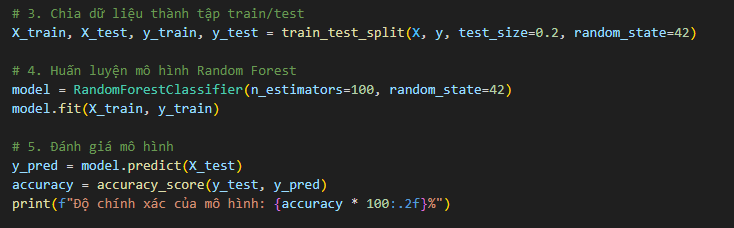 # 3. Chia dữ liệu thành tập train/test
X_train, X_test, y_train, y_test = train_test_split(X, y, test_size=0.2, random_state=42)
# 4. Huấn luyện mô hình Random Forest
model = RandomForestClassifier(n_estimators=100, random_state=42)
model.fit(X_train, y_train)
# 5. Đánh giá mô hình
y_pred = model.predict(X_test)
accuracy = accuracy_score(y_test, y_pred)
print(f"Độ chính xác của mô hình: {accuracy * 100:.2f}%")